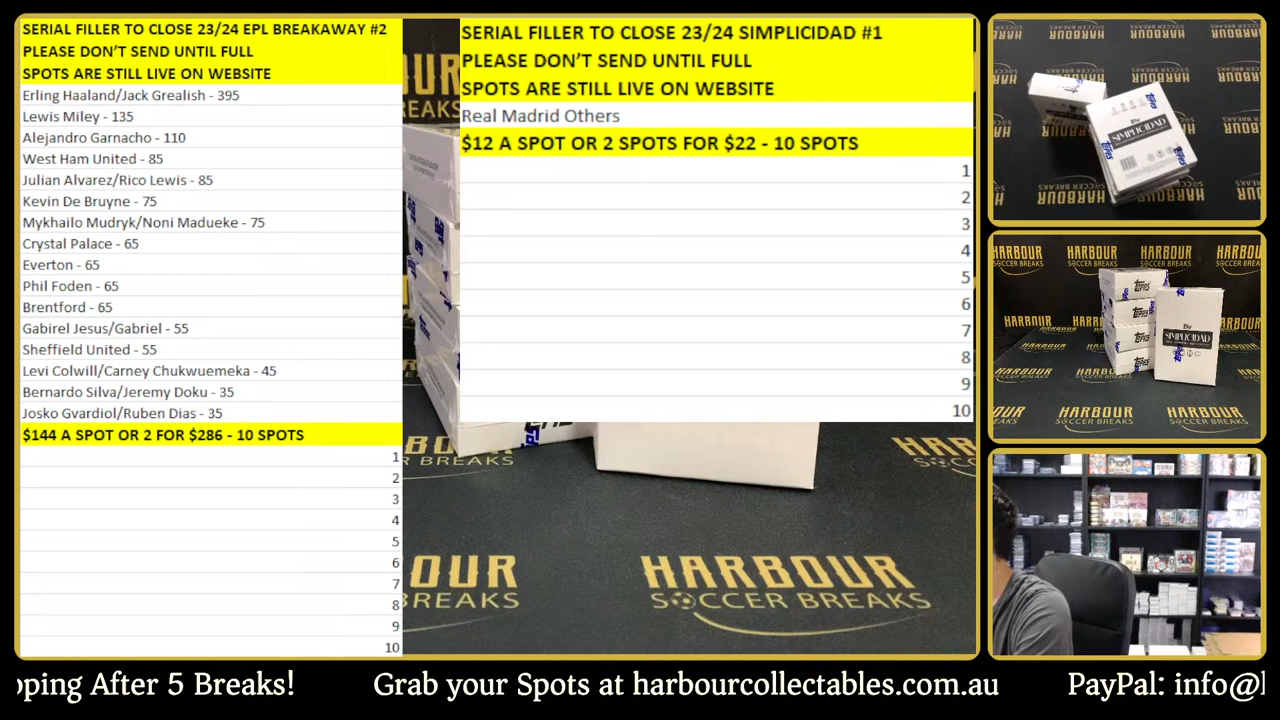 SERIAL FILLER TO CLOSE 23/24 EPL BREAKAWAY #2
PLEASE DON'T SEND UNTIL FULL
SPOTS ARE STILL LIVE ON WEBSITE
Erling Haaland/Jack Grealish - 395
Lewis Miley - 135
Alejandro Garnacho - 110
West Ham United - 85
Julian Alvarez/Rico Lewis - 85
Kevin De Bruyne - 75
Mykhailo Mudryk/Noni Madueke - 75
Crystal Palace - 65
Everton - 65
Phil Foden - 65
Brentford - 65
Gabirel Jesus/Gabriel - 55
Sheffield United - 55
Levi Colwill/Carney Chukwuemeka - 45
Bernardo Silva/Jeremy Doku - 35
Josko Gvardiol/Ruben Dias - 35
$144 A SPOT OR 2 FOR $286 - 10 SPOTS
1
2
3
4
5
6
7
8
9
10
SERIAL FILLER TO CLOSE 23/24 SIMPLICIDAD #1
PLEASE DON'T SEND UNTIL FULL
SPOTS ARE STILL LIVE ON WEBSITE
Real Madrid Others
$12 A SPOT OR 2 SPOTS FOR $22 - 10 SPOTS
1
2
3
4
5
6
7
8
9
10
HARBOUR
SOCCER BREAKS
SIMPLICIDAD
topps
HARBOUR
SOCCER BREAKS
topps
SIMPLICIDAD
pping After 5 Breaks! Grab your Spots at harbourcollectables.com.au PayPal: info@